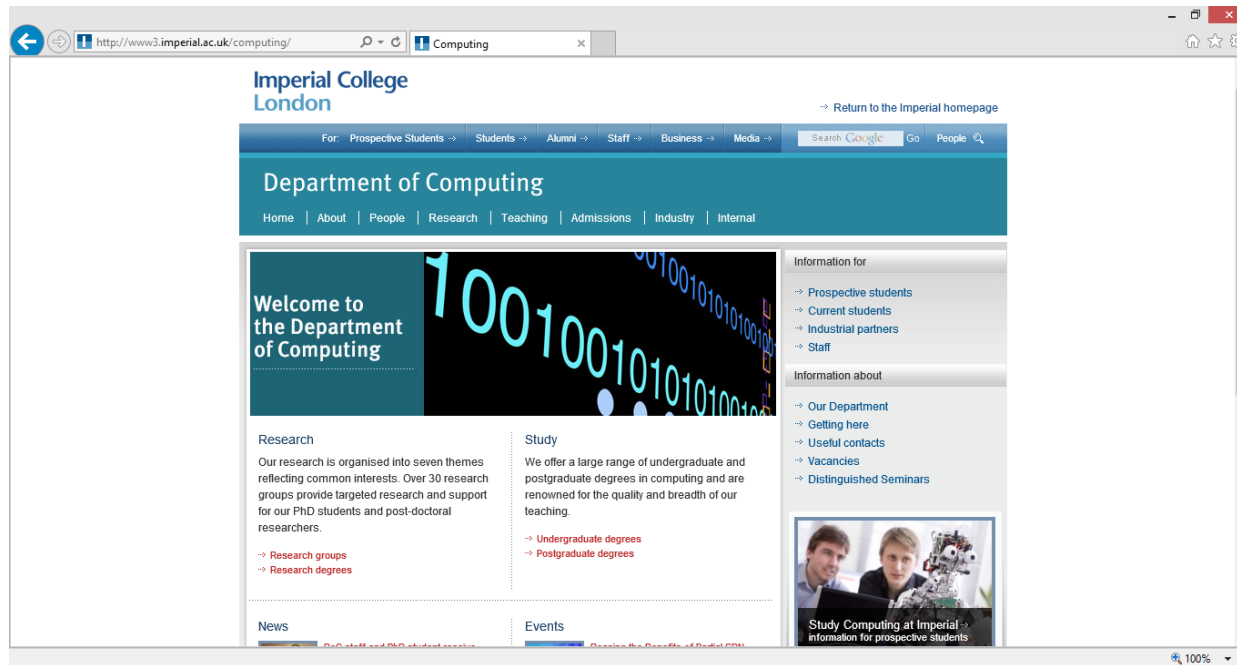 http://www3.imperial.ac.uk/computing/
Computing
Imperial College
London
Return to the Imperial homepage
For: Prospective Students Students Alumni Staff Business Media Search Google Go People
Department of Computing
Home | About | People | Research | Teaching | Admissions | Industry | Internal
Welcome to
the Department
of Computing
Research
Our research is organised into seven themes
reflecting common interests. Over 30 research
groups provide targeted research and support
for our PhD students and post-doctoral
researchers.
Research groups
Research degrees
Study
We offer a large range of undergraduate and
postgraduate degrees in computing and are
renowned for the quality and breadth of our
teaching.
Undergraduate degrees
Postgraduate degrees
News
Events
Information for
Prospective students
Current students
Industrial partners
Staff
Information about
Our Department
Getting here
Useful contacts
Vacancies
Distinguished Seminars
Study Computing at Imperial
information for prospective students
100%